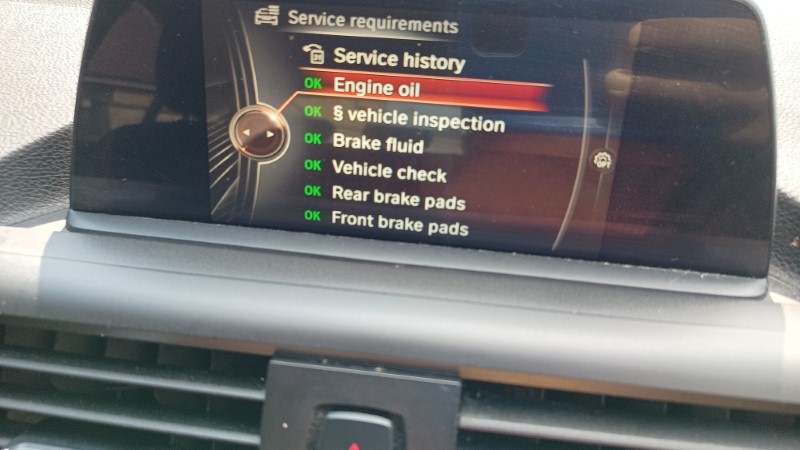 Service requirements
Service history
OK Engine oil
OK § vehicle inspection
OK Brake fluid
OK Vehicle check
OK Rear brake pads
OK Front brake pads
OPT